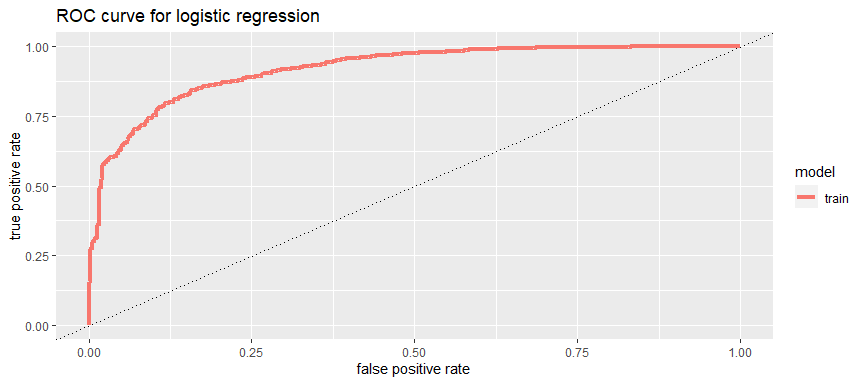 ROC curve for logistic regression
1.00
0.75
0.50
0.25
0.00
true positive rate
0.00 0.25 0.50 0.75 1.00
false positive rate
model
train